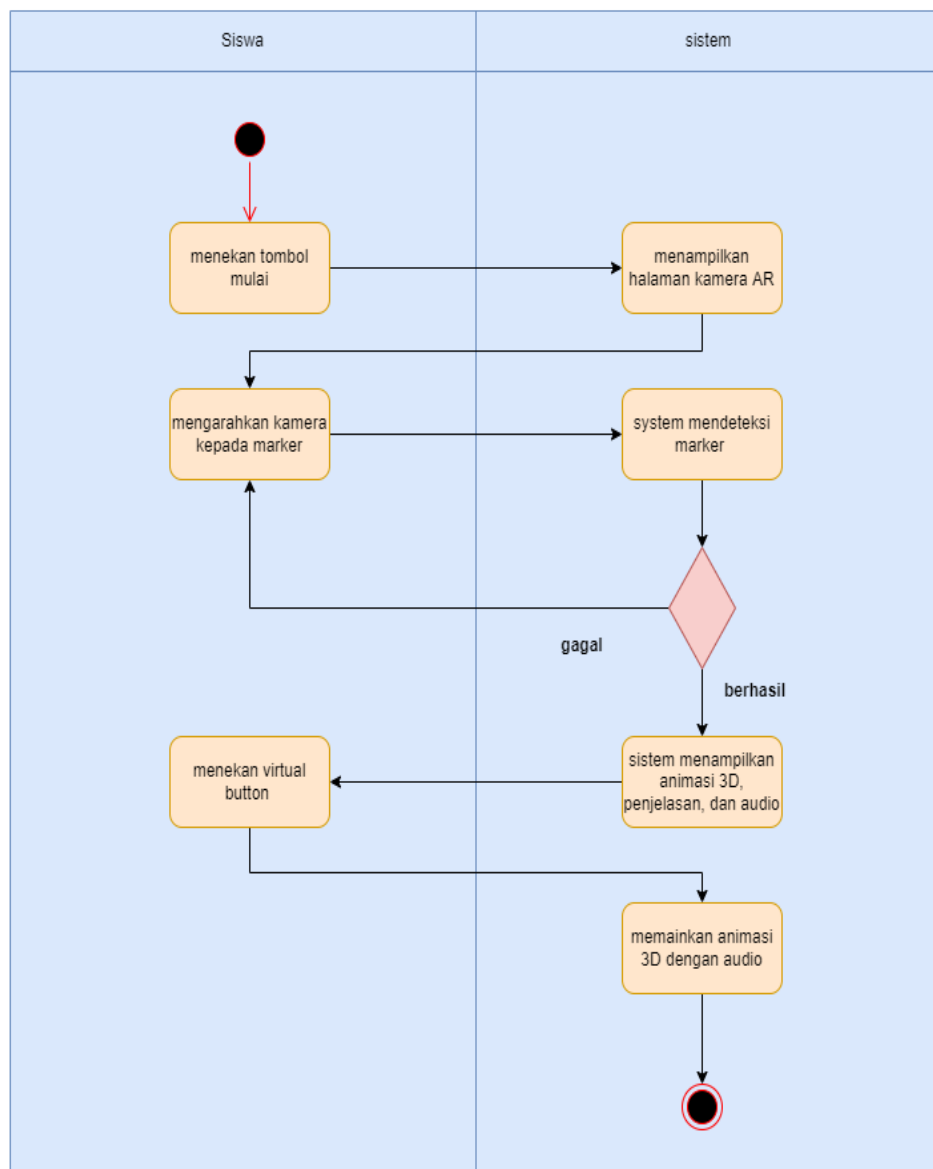 Siswa
sistem
menekan tombol
mulai
menampilkan
halaman kamera AR
mengarahkan kamera
kepada marker
system mendeteksi
marker
gagal
berhasil
menekan virtual
button
sistem menampilkan
animasi 3D,
penjelasan, dan audio
memainkan animasi
3D dengan audio